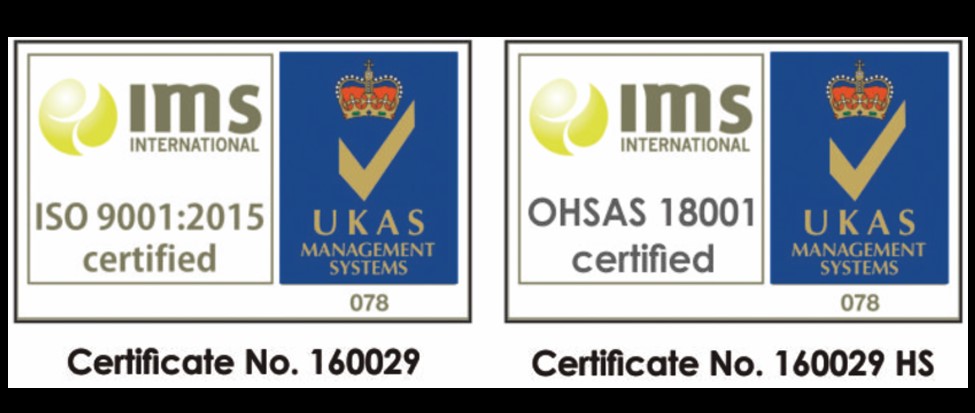 ims
INTERNATIONAL
ISO 9001:2015
certified
UKAS
MANAGEMENT
SYSTEMS
078
Certificate No. 160029
ims
INTERNATIONAL
OHSAS 18001
certified
UKAS
MANAGEMENT
SYSTEMS
078
Certificate No. 160029 HS